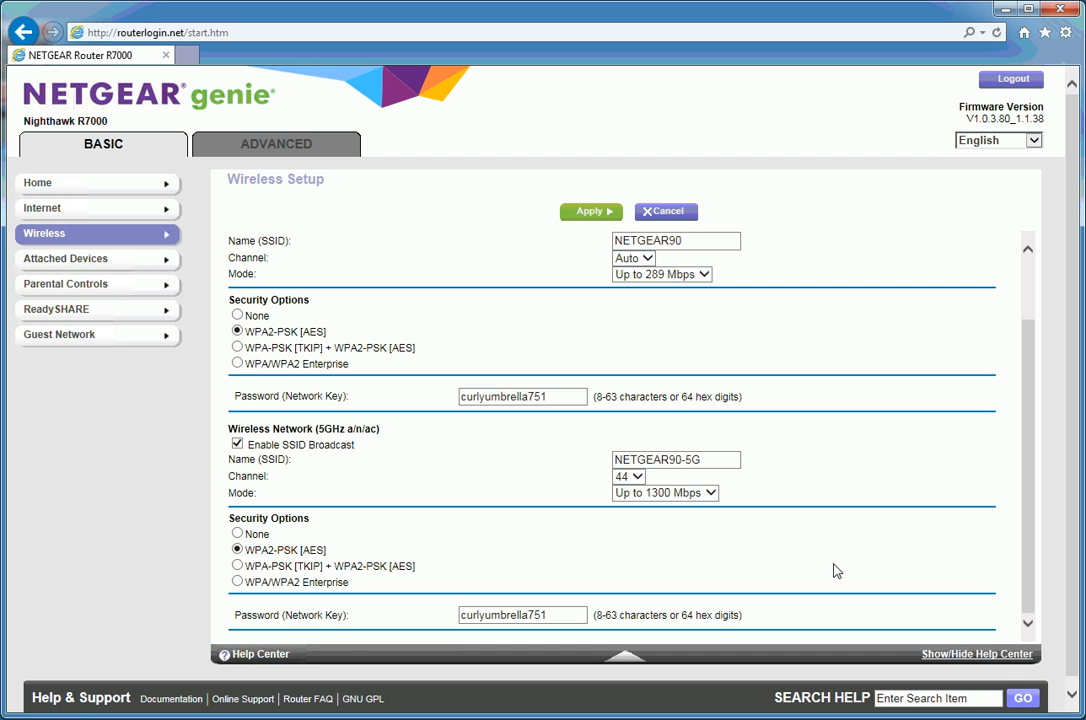 http://routerlogin.net/start.htm
NETGEAR Router R7000
NETGEAR® genie®
Logout
Nighthawk R7000
Firmware Version
V1.0.3.80_1.1.38
English
BASIC
ADVANCED
Home
Internet
Wireless
Attached Devices
Parental Controls
ReadySHARE
Guest Network
Wireless Setup
Apply
Cancel
Name (SSID): NETGEAR90
Channel: Auto
Mode: Up to 289 Mbps
Security Options
None
WPA2-PSK [AES]
WPA-PSK [TKIP] + WPA2-PSK [AES]
WPA/WPA2 Enterprise
Password (Network Key): curlyumbrella751 (8-63 characters or 64 hex digits)
Wireless Network (5GHz a/n/ac)
Enable SSID Broadcast
Name (SSID): NETGEAR90-5G
Channel: 44
Mode: Up to 1300 Mbps
Security Options
None
WPA2-PSK [AES]
WPA-PSK [TKIP] + WPA2-PSK [AES]
WPA/WPA2 Enterprise
Password (Network Key): curlyumbrella751 (8-63 characters or 64 hex digits)
Help Center
Show/Hide Help Center
Help & Support Documentation | Online Support | Router FAQ | GNU GPL
SEARCH HELP Enter Search Item GO